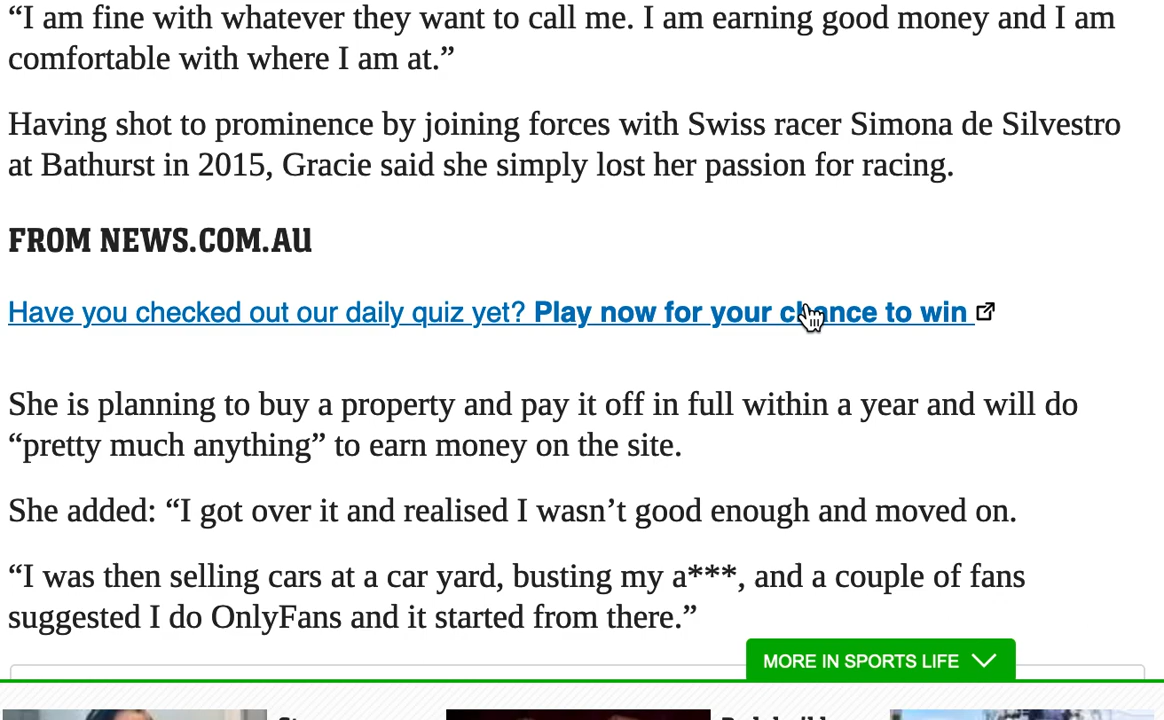 “I am fine with whatever they want to call me. I am earning good money and I am
comfortable with where I am at.”
Having shot to prominence by joining forces with Swiss racer Simona de Silvestro
at Bathurst in 2015, Gracie said she simply lost her passion for racing.
FROM NEWS.COM.AU
Have you checked out our daily quiz yet? Play now for your chance to win
She is planning to buy a property and pay it off in full within a year and will do
“pretty much anything” to earn money on the site.
She added: “I got over it and realised I wasn’t good enough and moved on.
“I was then selling cars at a car yard, busting my a***, and a couple of fans
suggested I do OnlyFans and it started from there.”
MORE IN SPORTS LIFE